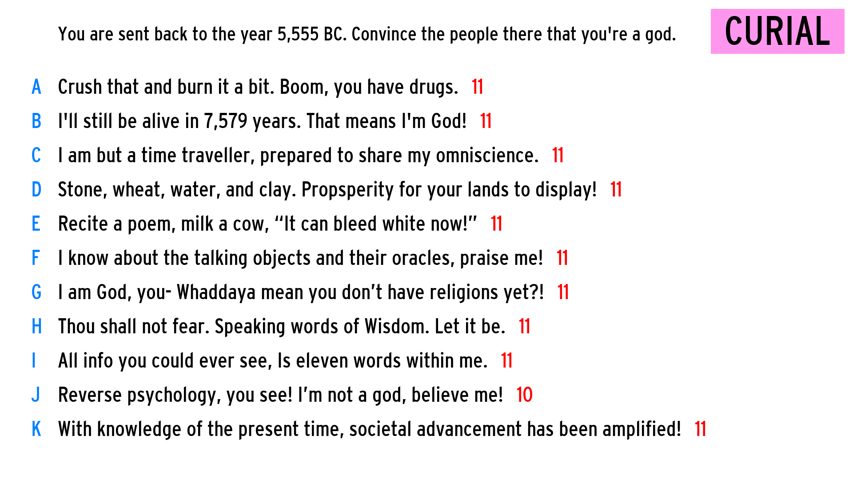 You are sent back to the year 5,555 BC. Convince the people there that you're a god.
CURIAL
A Crush that and burn it a bit. Boom, you have drugs. 11
B I'll still be alive in 7,579 years. That means I'm God! 11
C I am but a time traveller, prepared to share my omniscience. 11
D Stone, wheat, water, and clay. Propsperity for your lands to display! 11
E Recite a poem, milk a cow, “It can bleed white now!” 11
F I know about the talking objects and their oracles, praise me! 11
G I am God, you- Whaddaya mean you don’t have religions yet?! 11
H Thou shall not fear. Speaking words of Wisdom. Let it be. 11
I All info you could ever see, Is eleven words within me. 11
J Reverse psychology, you see! I’m not a god, believe me! 10
K With knowledge of the present time, societal advancement has been amplified! 11